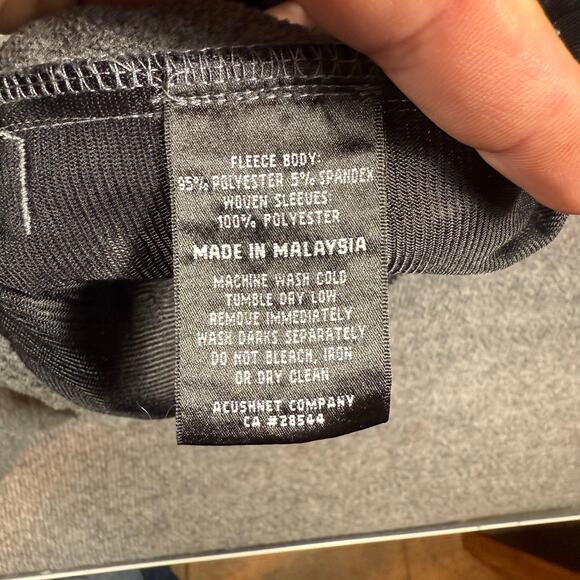 FLEECE BODY:
95% POLYESTER 5% SPANDEX
WOVEN SLEEVES:
100% POLYESTER
MADE IN MALAYSIA
MACHINE WASH COLD
TUMBLE DRY LOW
REMOVE IMMEDIATELY
WASH DARKS SEPARATELY
DO NOT BLEACH, IRON
OR DRY CLEAN
ACUSHNET COMPANY
CA #28544